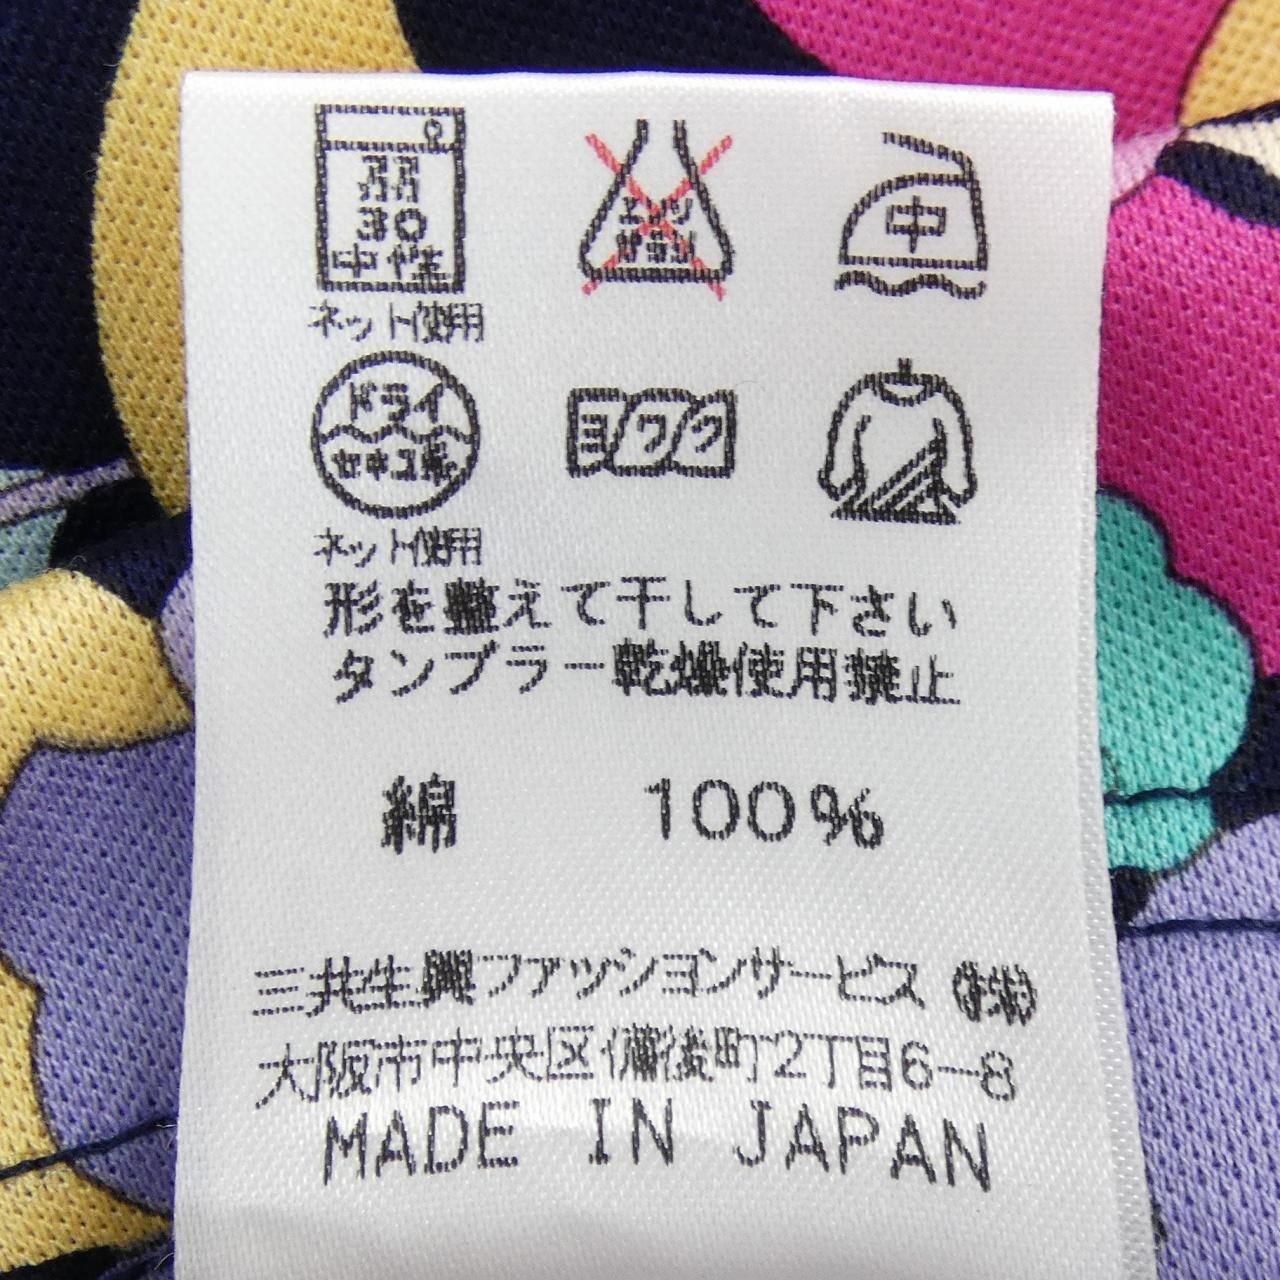 弱
30
中性
ネット使用
エンソ
サラシ
中
ドライ
セキユ系
ネット使用
ヨワク
形を整えて干して下さい
タンブラー乾燥使用禁止
綿 100%
三共生興ファッションサービス ㈱
大阪市中央区備後町2丁目6-8
MADE IN JAPAN